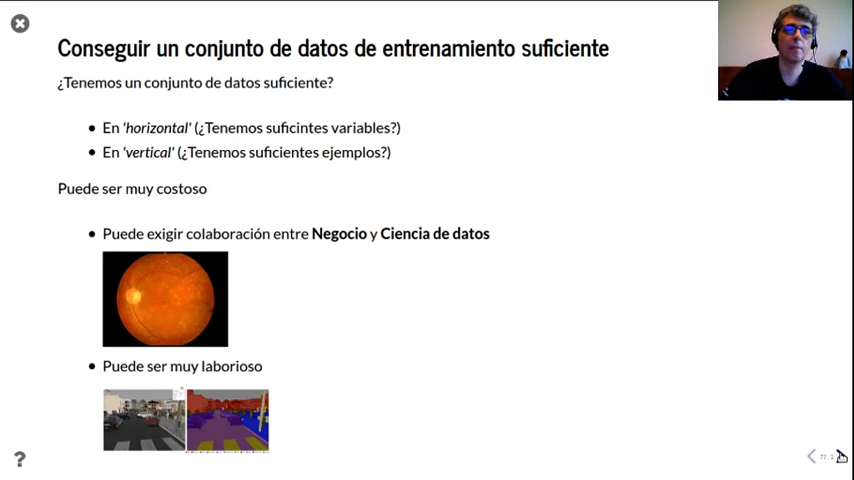 Conseguir un conjunto de datos de entrenamiento suficiente
¿Tenemos un conjunto de datos suficiente?
En 'horizontal' (¿Tenemos suficintes variables?)
En 'vertical' (¿Tenemos suficientes ejemplos?)
Puede ser muy costoso
Puede exigir colaboración entre Negocio y Ciencia de datos
Puede ser muy laborioso
?